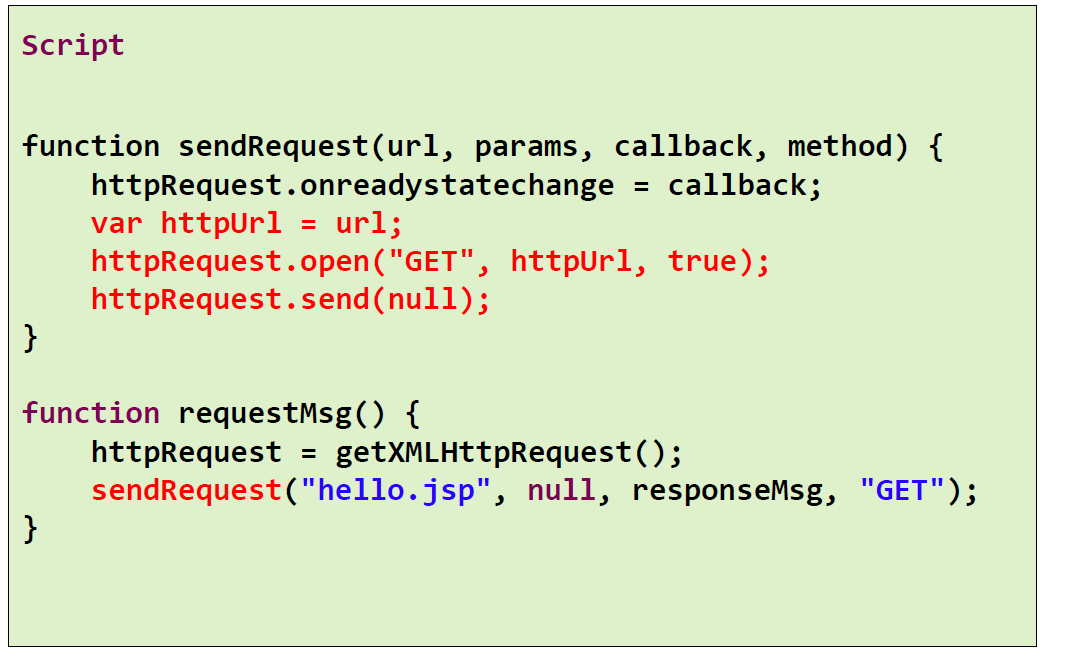 Script
function sendRequest(url, params, callback, method) {
    httpRequest.onreadystatechange = callback;
    var httpUrl = url;
    httpRequest.open("GET", httpUrl, true);
    httpRequest.send(null);
}
function requestMsg() {
    httpRequest = getXMLHttpRequest();
    sendRequest("hello.jsp", null, responseMsg, "GET");
}